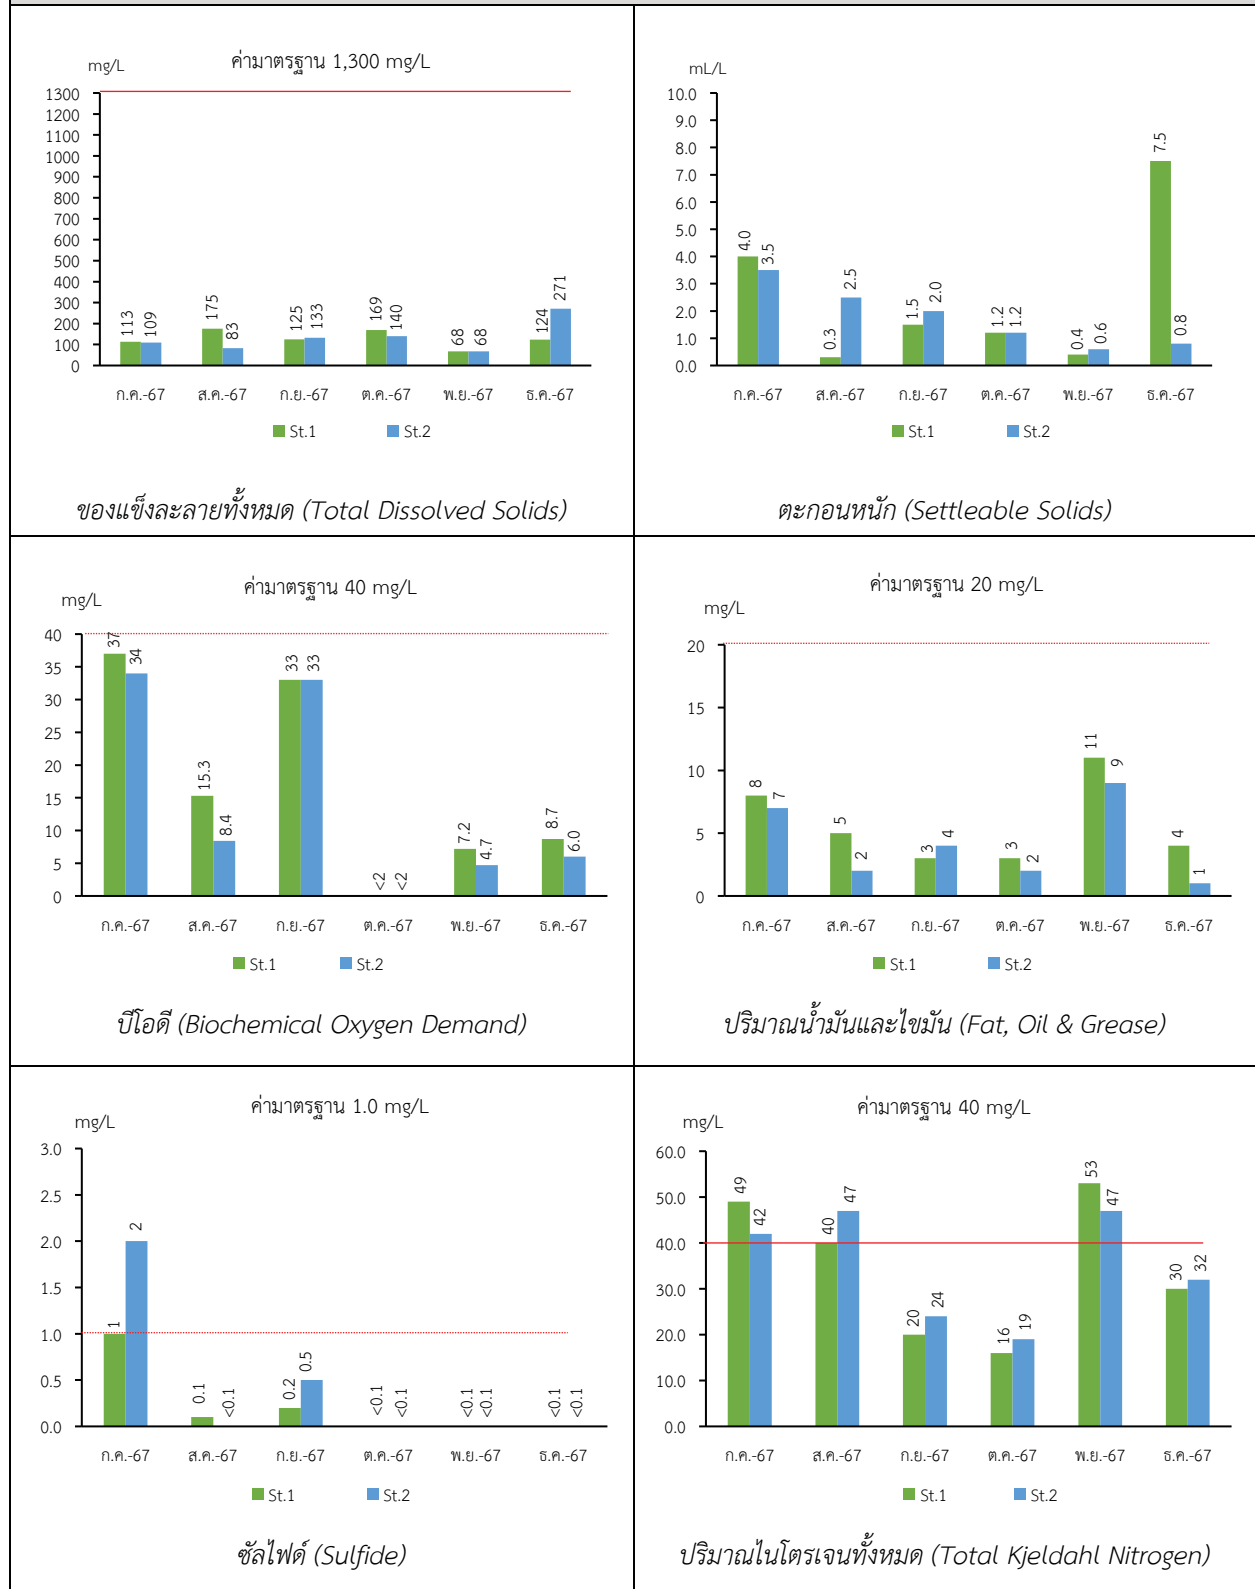 ค่ามาตรฐาน 1,300 mg/L
mg/L
1300
1200
1100
1000
900
800
700
600
500
400
300
200
100
0
113 109 175 83 125 133 169 140 68 68 124 271
ก.ค.-67 ส.ค.-67 ก.ย.-67 ต.ค.-67 พ.ย.-67 ธ.ค.-67
St.1 St.2
ของแข็งละลายทั้งหมด (Total Dissolved Solids)
mL/L
10.0
9.0
8.0
7.0
6.0
5.0
4.0
3.0
2.0
1.0
0.0
4.0 3.5 0.3 2.5 1.5 2.0 1.2 1.2 0.4 0.6 7.5 0.8
ก.ค.-67 ส.ค.-67 ก.ย.-67 ต.ค.-67 พ.ย.-67 ธ.ค.-67
St.1 St.2
ตะกอนหนัก (Settleable Solids)
ค่ามาตรฐาน 40 mg/L
mg/L
40
35
30
25
20
15
10
5
0
37 34 15.3 8.4 33 33 <2 <2 7.2 4.7 8.7 6.0
ก.ค.-67 ส.ค.-67 ก.ย.-67 ต.ค.-67 พ.ย.-67 ธ.ค.-67
St.1 St.2
บีโอดี (Biochemical Oxygen Demand)
ค่ามาตรฐาน 20 mg/L
mg/L
20
15
10
5
0
8 7 5 2 3 4 3 2 11 9 4 1
ก.ค.-67 ส.ค.-67 ก.ย.-67 ต.ค.-67 พ.ย.-67 ธ.ค.-67
St.1 St.2
ปริมาณน้ำมันและไขมัน (Fat, Oil & Grease)
ค่ามาตรฐาน 1.0 mg/L
mg/L
3.0
2.5
2.0
1.5
1.0
0.5
0.0
1 2 0.1 <0.1 0.2 0.5 <0.1 <0.1 <0.1 <0.1 <0.1 <0.1
ก.ค.-67 ส.ค.-67 ก.ย.-67 ต.ค.-67 พ.ย.-67 ธ.ค.-67
St.1 St.2
ซัลไฟด์ (Sulfide)
ค่ามาตรฐาน 40 mg/L
mg/L
60.0
50.0
40.0
30.0
20.0
10.0
0.0
49 42 40 47 20 24 16 19 53 47 30 32
ก.ค.-67 ส.ค.-67 ก.ย.-67 ต.ค.-67 พ.ย.-67 ธ.ค.-67
St.1 St.2
ปริมาณไนโตรเจนทั้งหมด (Total Kjeldahl Nitrogen)